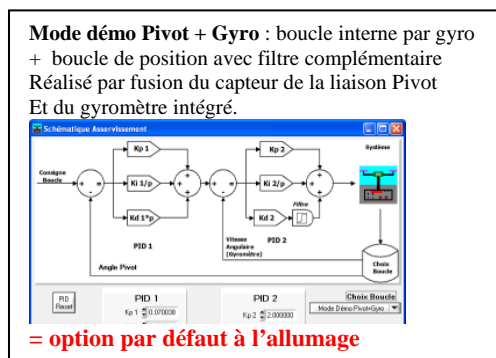 Mode démo Pivot + Gyro : boucle interne par gyro
+ boucle de position avec filtre complémentaire
Réalisé par fusion du capteur de la liaison Pivot
Et du gyromètre intégré.
Schématique Asservissement
Kp 1
Kp 2
Système
Consigne
Boucle
Ki 1/p
Ki 2/p
Filtre
Kd 1*p
Kd 2
PID 1
Vitesse
Angulaire
(Gyromètre)
PID 2
Angle Pivot
Choix
Boucle
PID
Reset
PID 1
PID 2
Choix Boucle
Kp 1 0.070038
Kp 2 2.000000
Mode Démo Pivot+Gyro
= option par défaut à l'allumage